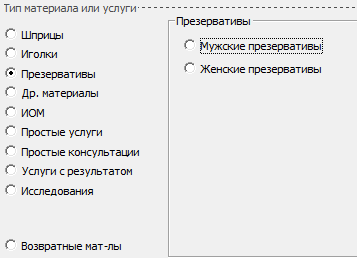 Тип материала или услуги
Шприцы
Иголки
Презервативы
Др. материалы
ИОМ
Простые услуги
Простые консультации
Услуги с результатом
Исследования
Возвратные мат-лы
Презервативы
Мужские презервативы
Женские презервативы